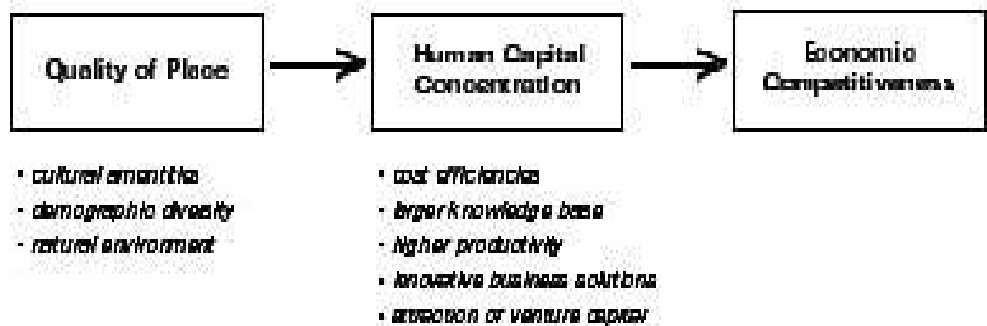 Quality of Place
Human Capital
Concentration
Economic
Competitiveness
• cultural amenities
• demographic diversity
• natural environment
• cost efficiencies
• larger knowledge base
• higher productivity
• innovative business solutions
• attraction of venture capital